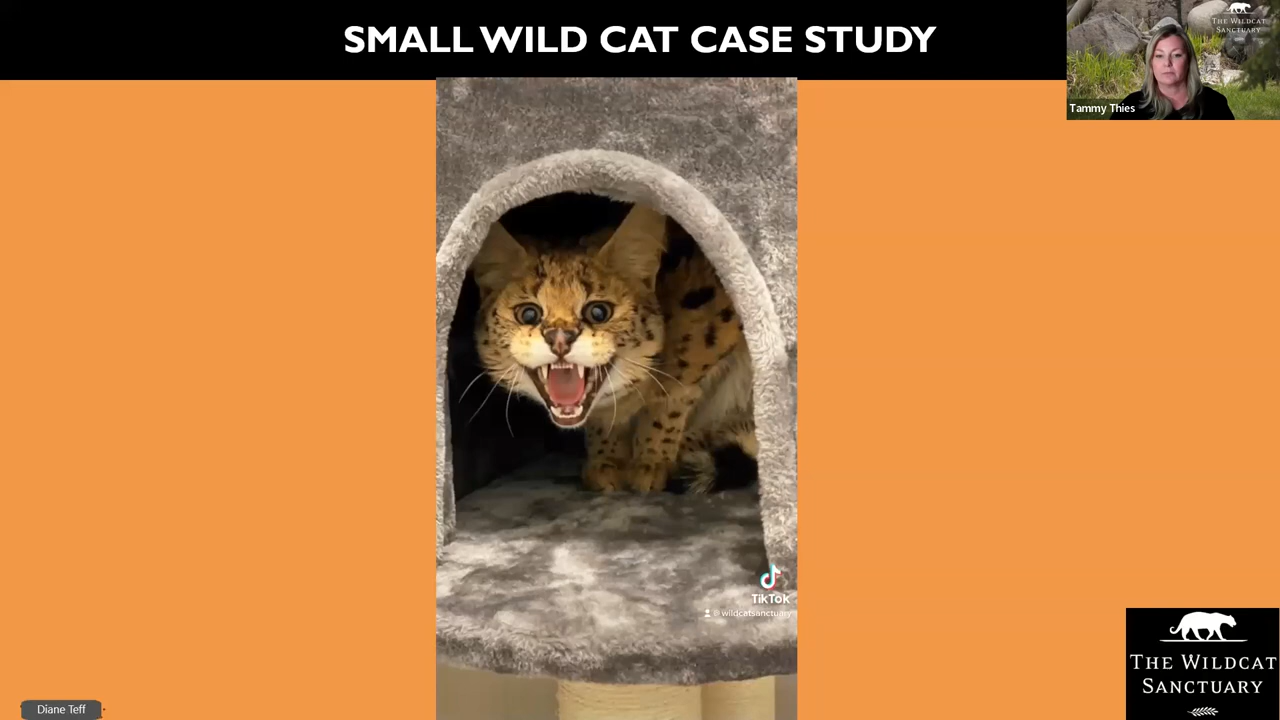 SMALL WILD CAT CASE STUDY
THE WILDCAT
SANCTUARY
Tammy Thies
TikTok
@wildcatsanctuary
THE WILDCAT
SANCTUARY
Diane Teff